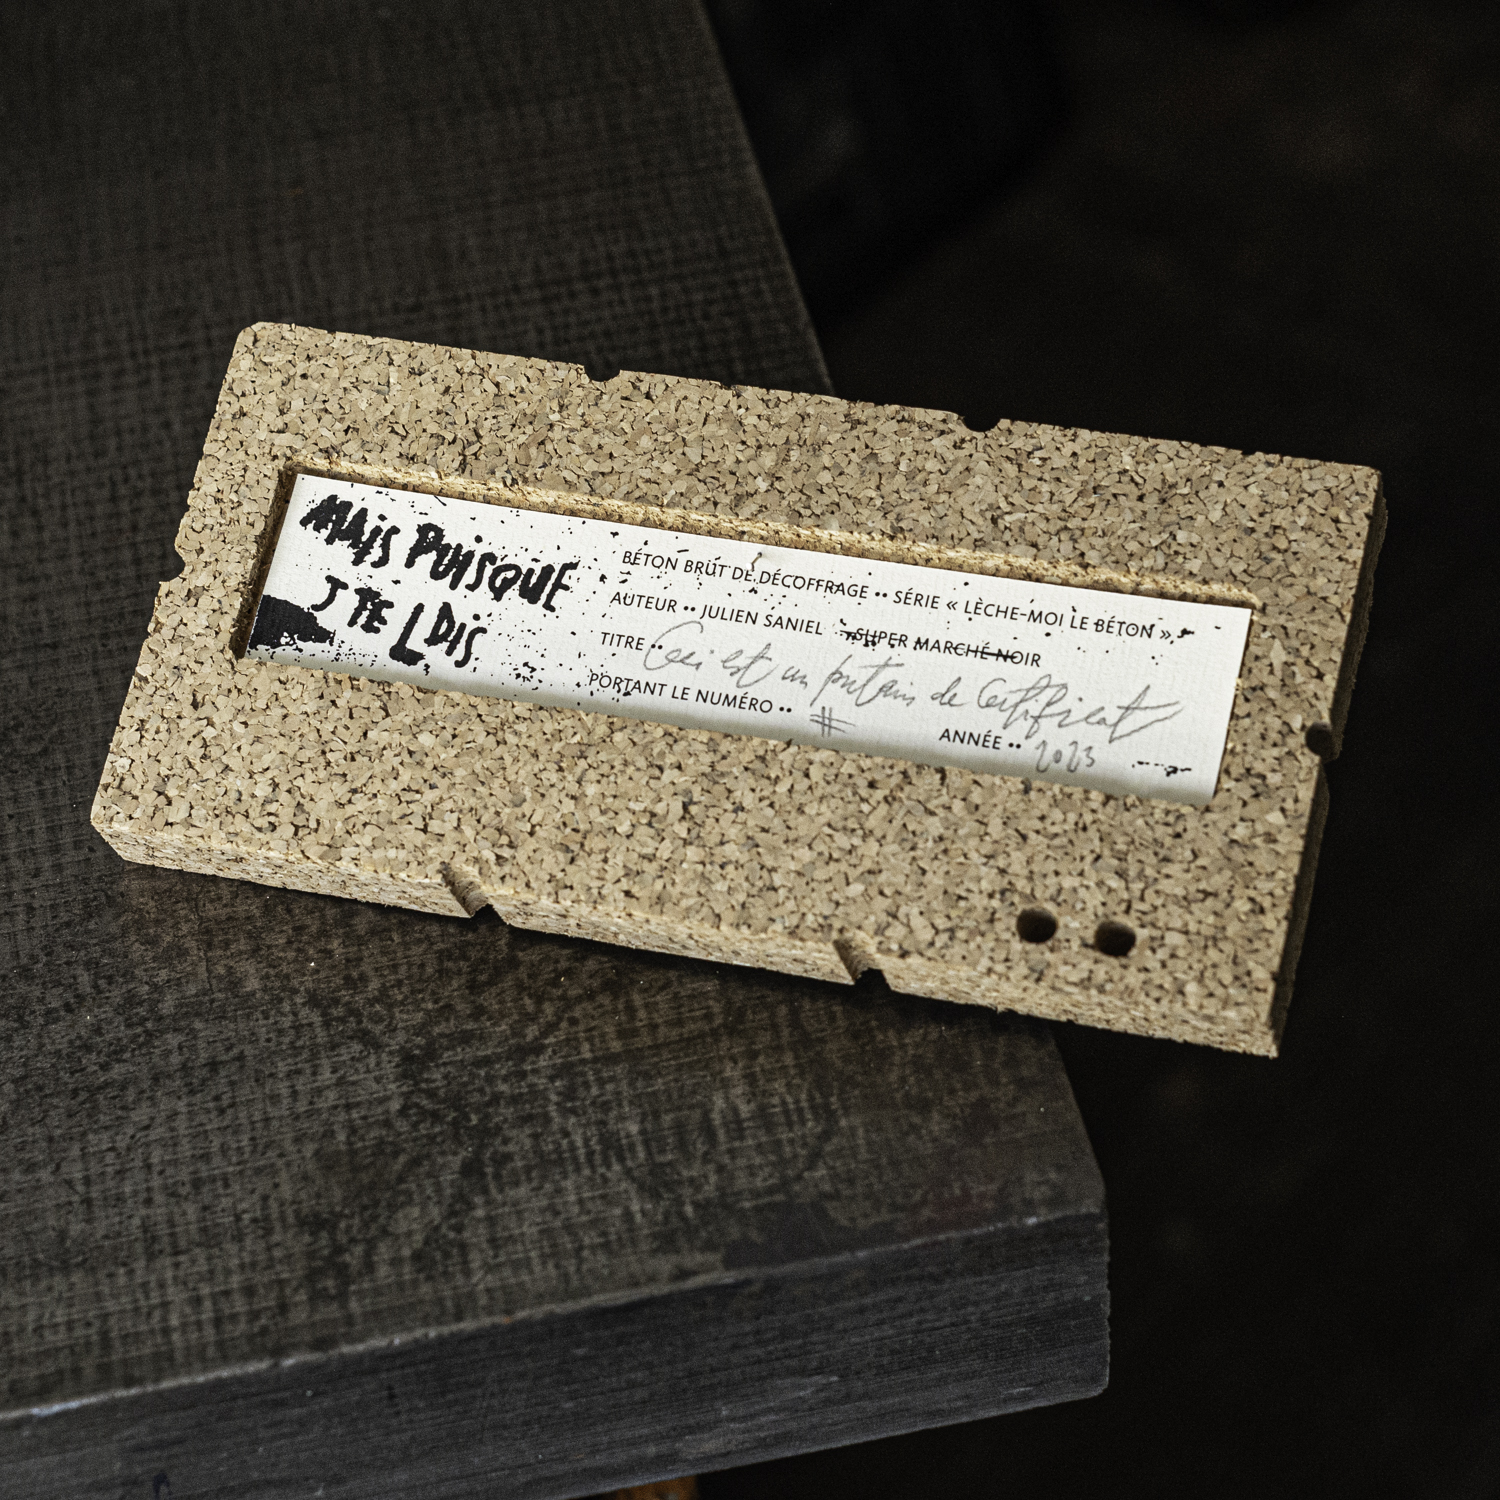 MAIS PUISQUE
J TE L DIS
BÉTON BRUT DE DÉCOFFRAGE •• SÉRIE « LÈCHE-MOI LE BÉTON »,
AUTEUR •• JULIEN SANIEL •• SUPER MARCHÉ NOIR
TITRE •• Ceci est un putain de Certificat
PORTANT LE NUMÉRO •• #
ANNÉE •• 2023